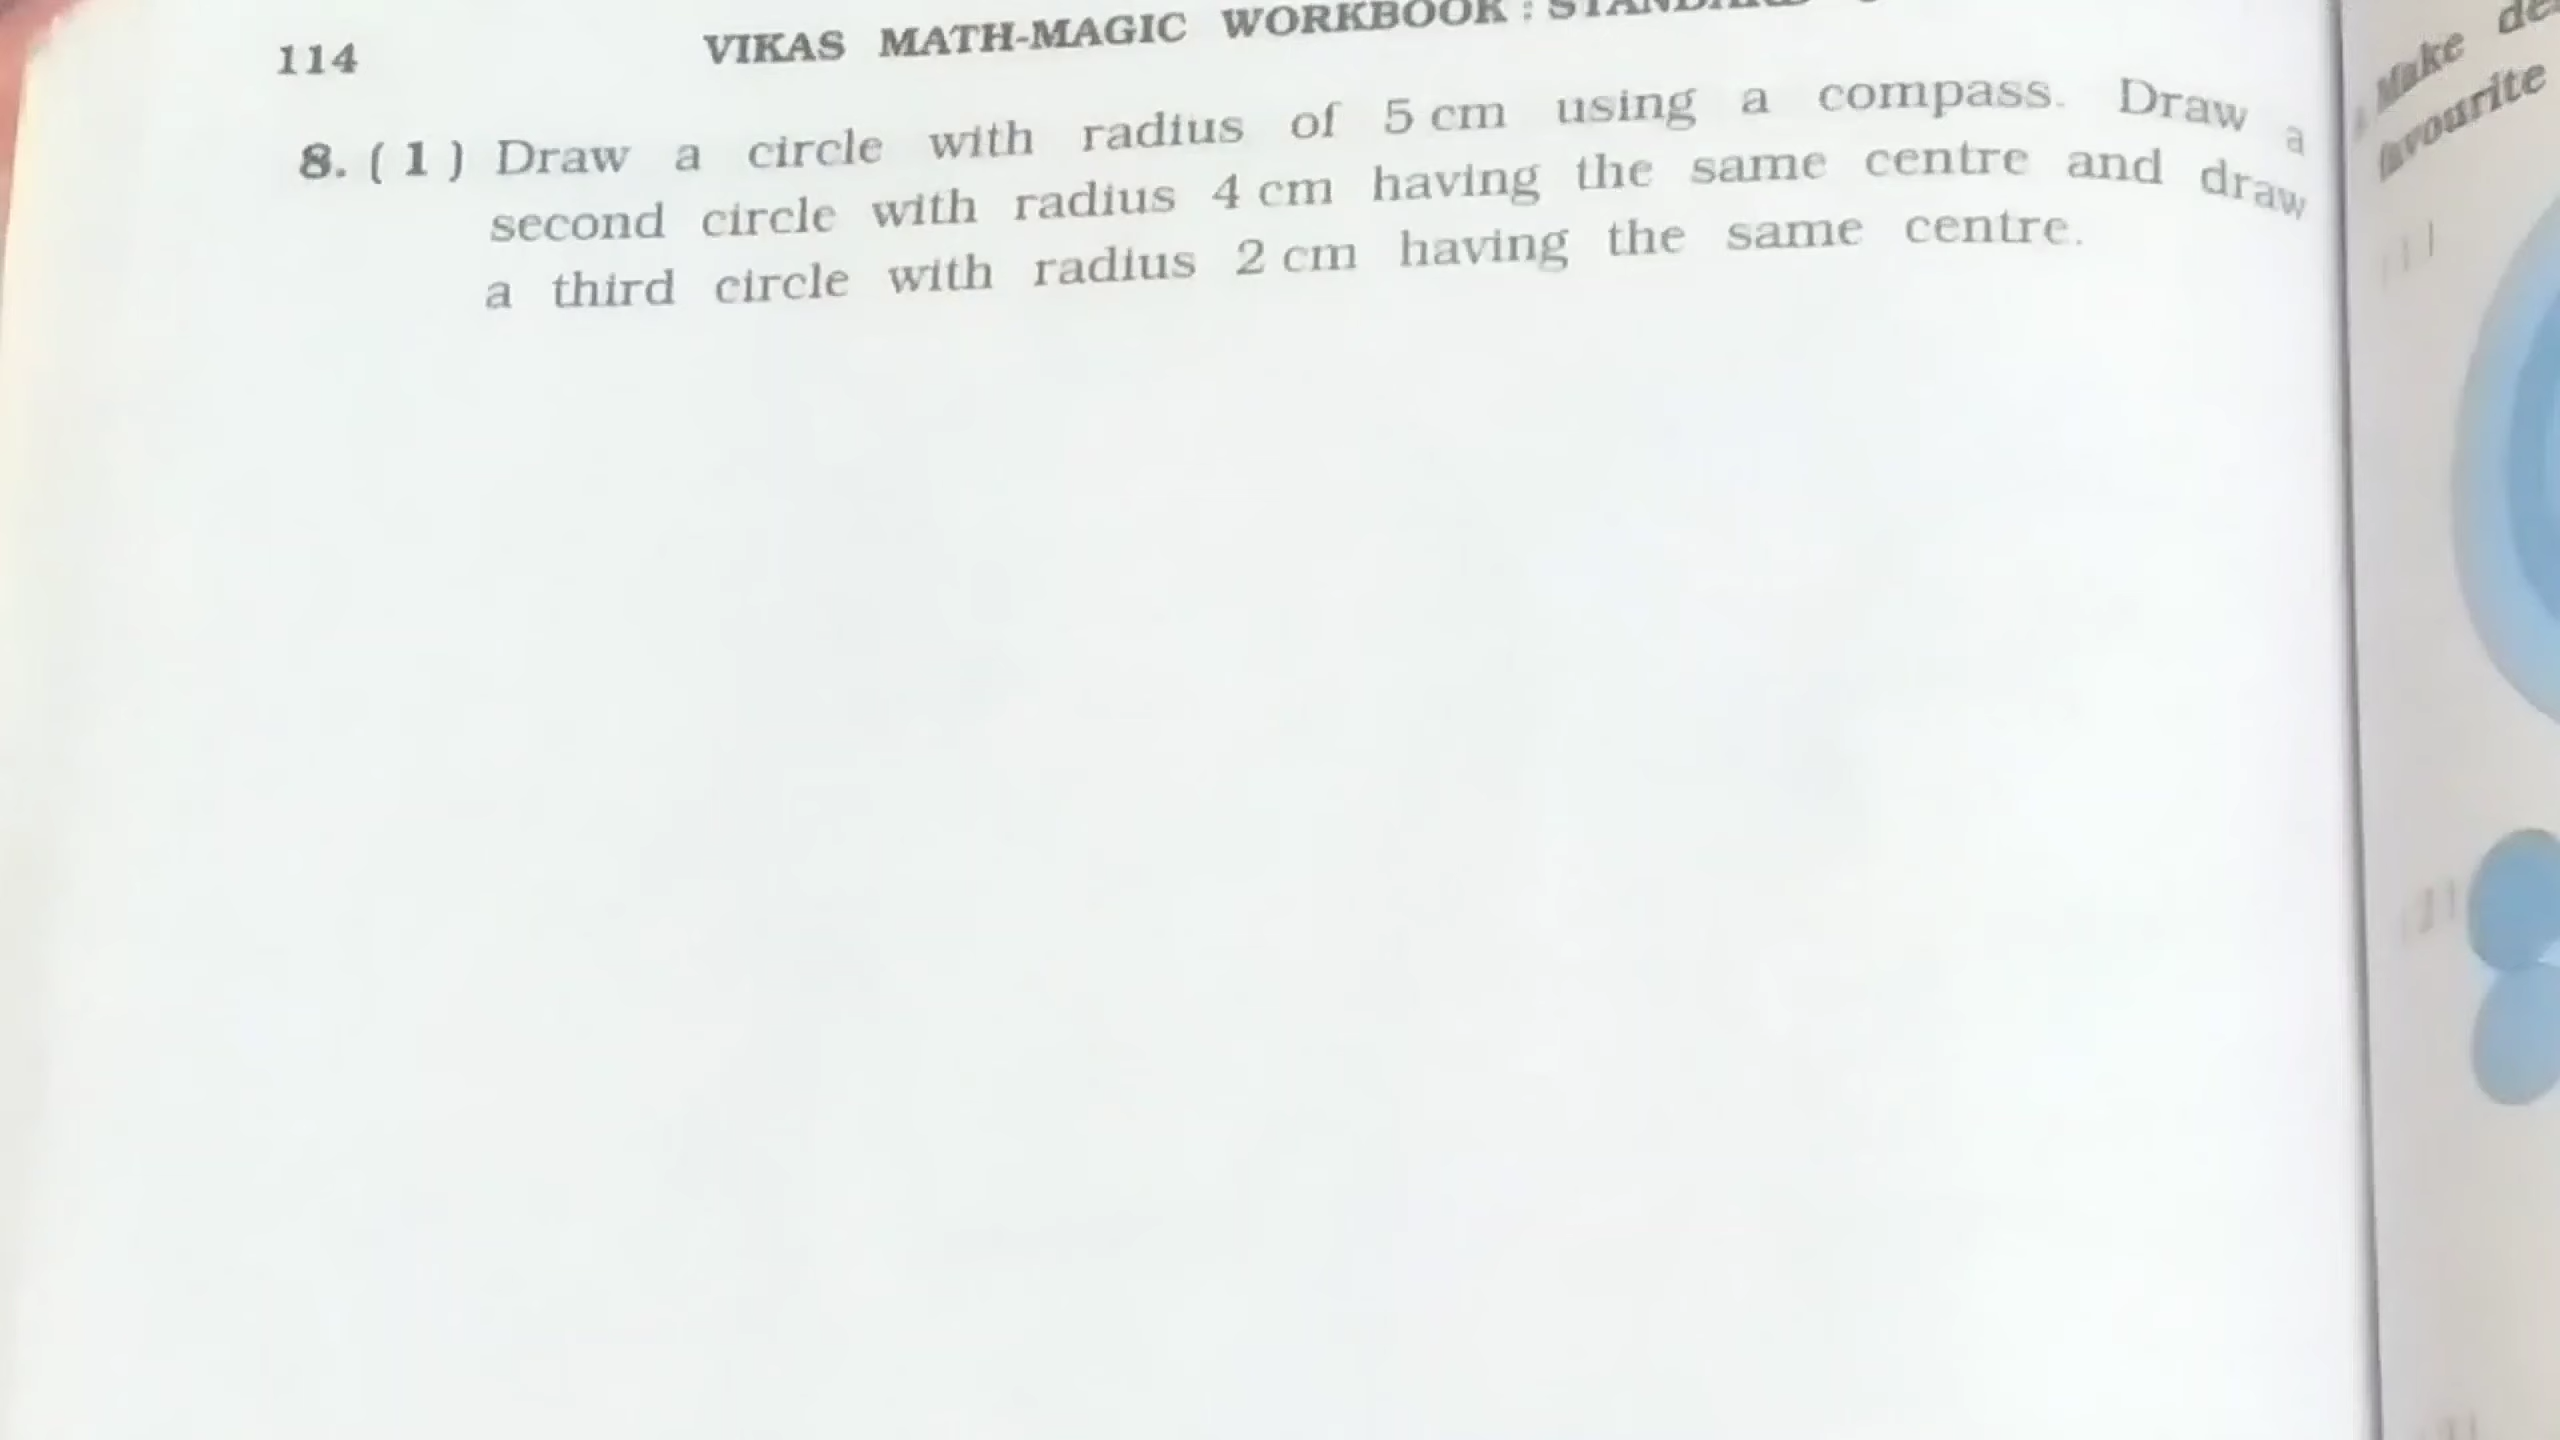 114
VIKAS MATH-MAGIC WORKBOOK :
8. ( 1 ) Draw a circle with radius of 5 cm using a compass. Draw a
second circle with radius 4 cm having the same centre and draw
a third circle with radius 2 cm having the same centre.
Make